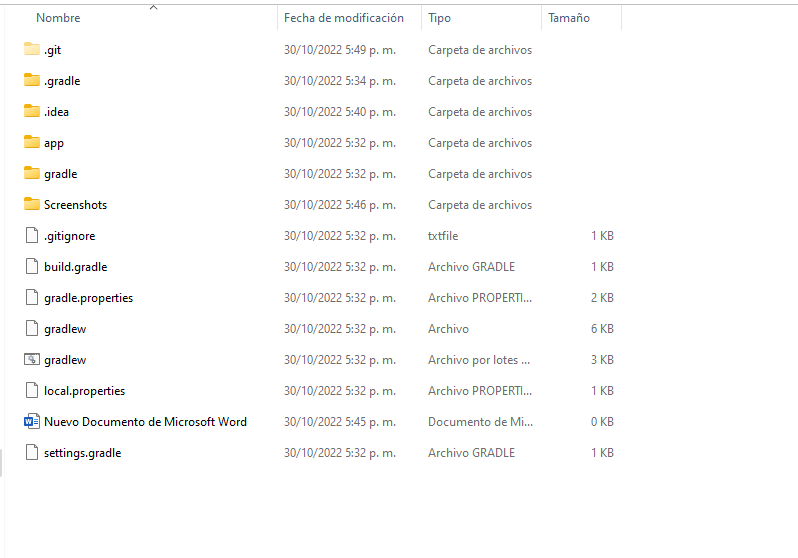 Nombre Fecha de modificación Tipo Tamaño
.git 30/10/2022 5:49 p. m. Carpeta de archivos
.gradle 30/10/2022 5:34 p. m. Carpeta de archivos
.idea 30/10/2022 5:40 p. m. Carpeta de archivos
app 30/10/2022 5:32 p. m. Carpeta de archivos
gradle 30/10/2022 5:32 p. m. Carpeta de archivos
Screenshots 30/10/2022 5:46 p. m. Carpeta de archivos
.gitignore 30/10/2022 5:32 p. m. txtfile 1 KB
build.gradle 30/10/2022 5:32 p. m. Archivo GRADLE 1 KB
gradle.properties 30/10/2022 5:32 p. m. Archivo PROPERTI... 2 KB
gradlew 30/10/2022 5:32 p. m. Archivo 6 KB
gradlew 30/10/2022 5:32 p. m. Archivo por lotes ... 3 KB
local.properties 30/10/2022 5:32 p. m. Archivo PROPERTI... 1 KB
Nuevo Documento de Microsoft Word 30/10/2022 5:45 p. m. Documento de Mi... 0 KB
settings.gradle 30/10/2022 5:32 p. m. Archivo GRADLE 1 KB